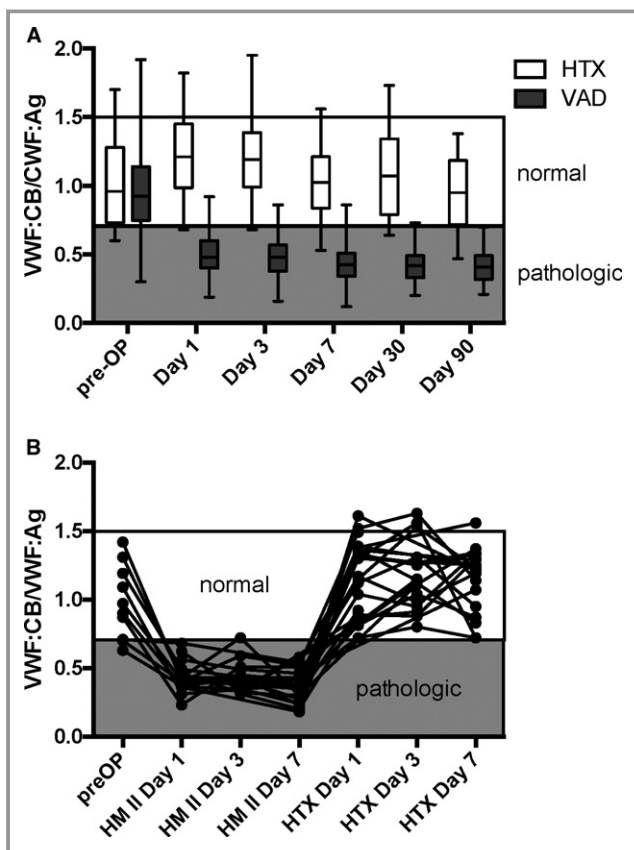 A
VWF:CB/CWF:Ag
2.0
1.5
1.0
0.5
0.0
HTX
VAD
normal
pathologic
pre-OP
Day 1
Day 3
Day 7
Day 30
Day 90
B
VWF:CB/VWF:Ag
2.0
1.5
1.0
0.5
0.0
normal
pathologic
preOP
HM II Day 1
HM II Day 3
HM II Day 7
HTX Day 1
HTX Day 3
HTX Day 7